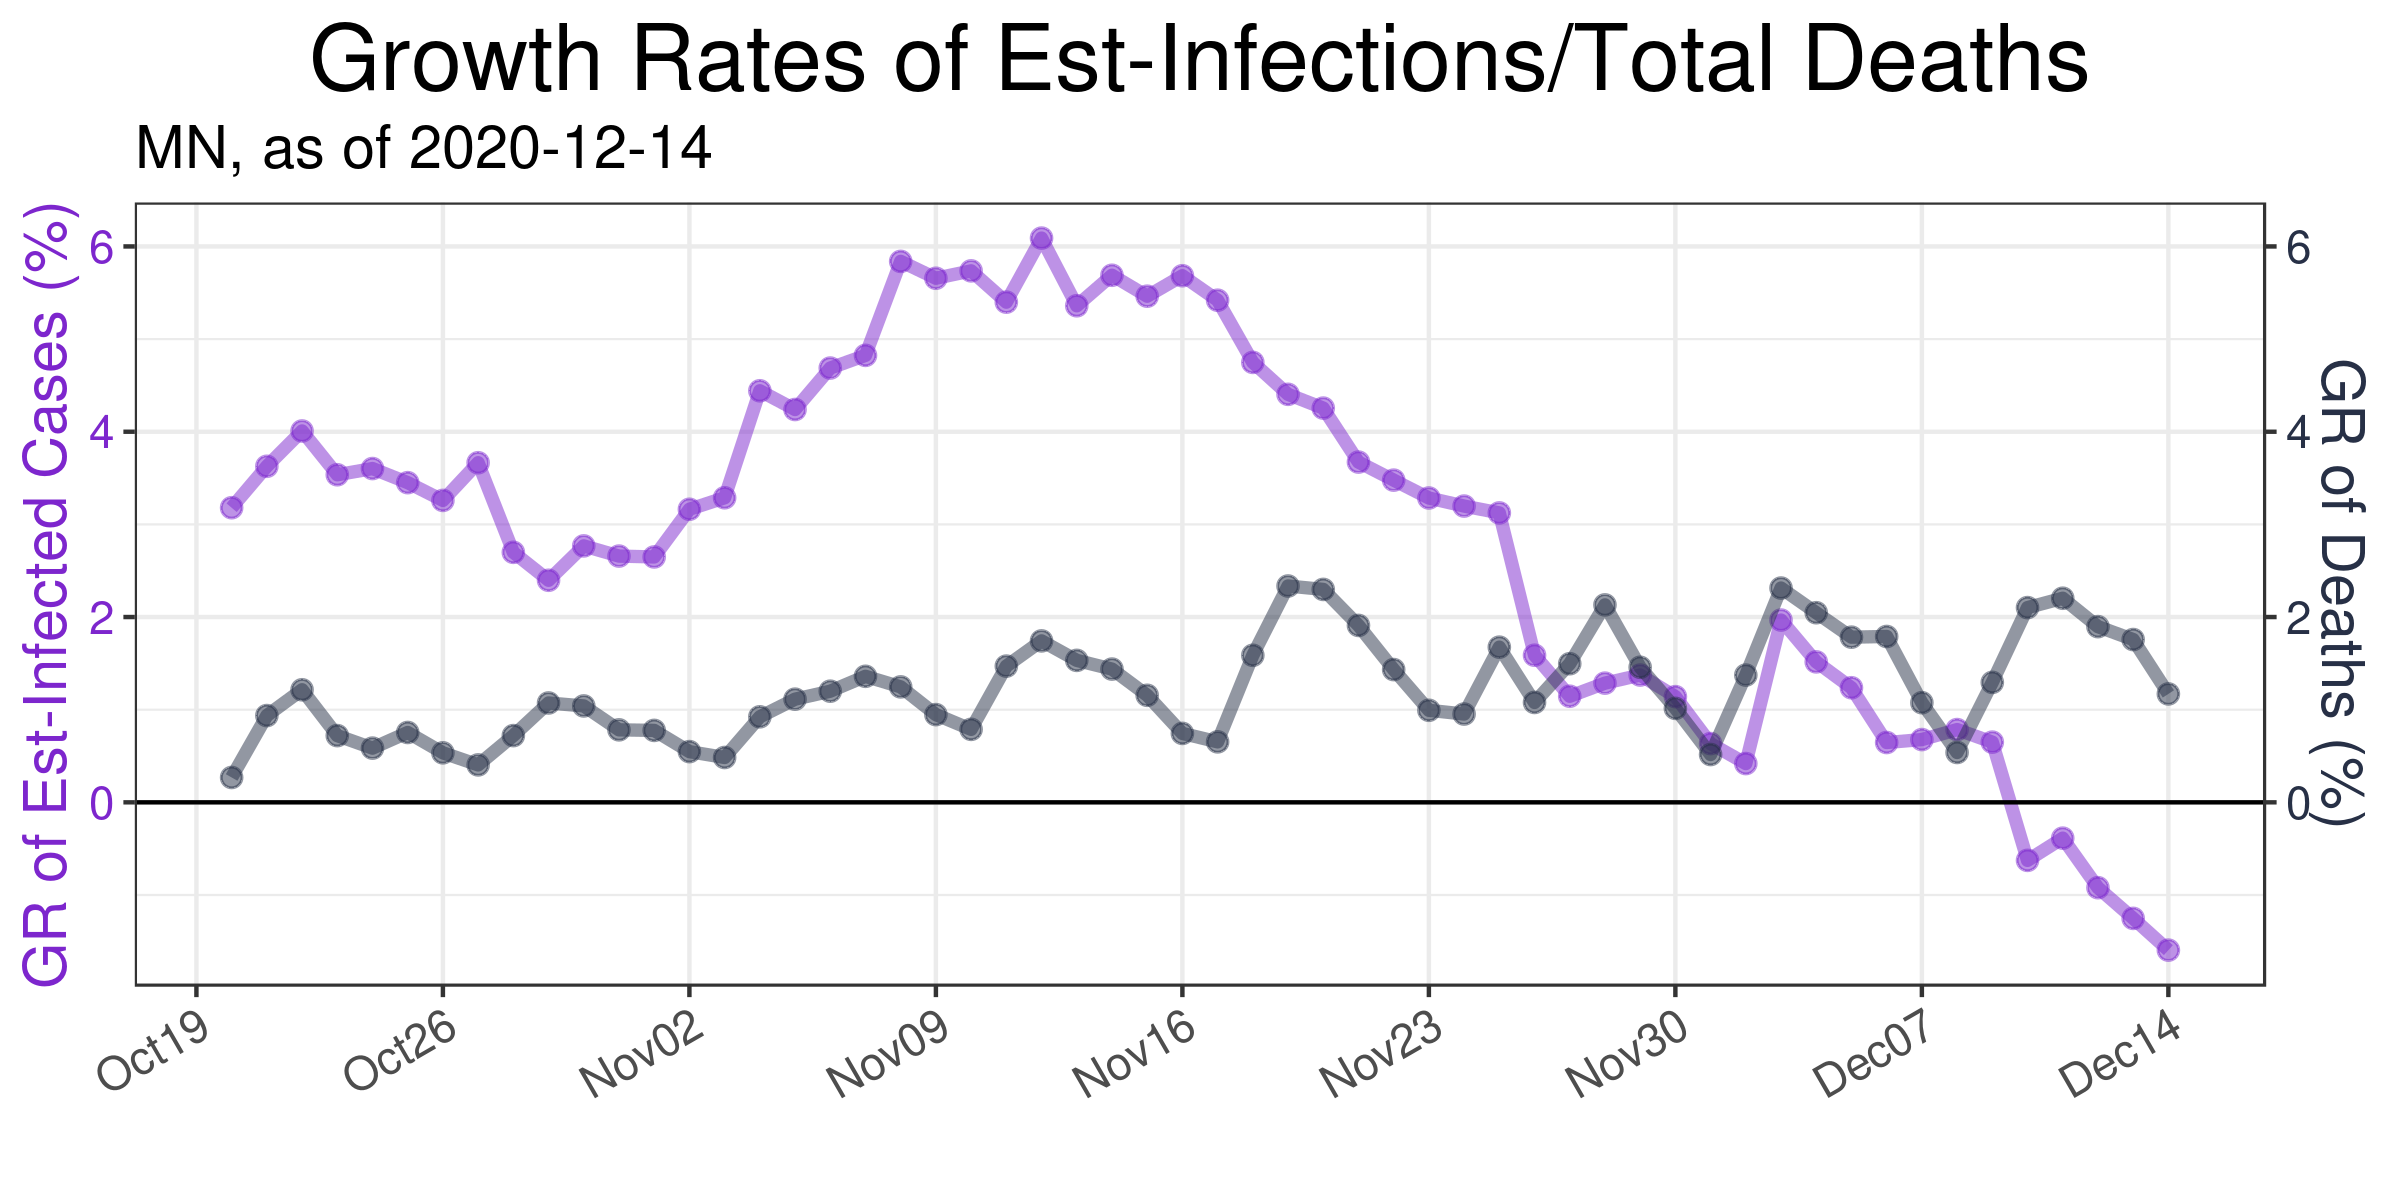 Growth Rates of Est-Infections/Total Deaths
MN, as of 2020-12-14
GR of Est-Infected Cases (%)
6
4
2
0
6
4
2
0
GR of Deaths (%)
Oct19
Oct26
Nov02
Nov09
Nov16
Nov23
Nov30
Dec07
Dec14